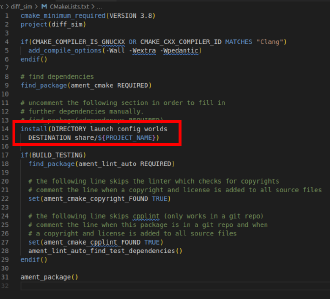 rc > diff_sim > M CMakeLists.txt > ...
1 cmake_minimum_required(VERSION 3.8)
2 project(diff_sim)
3
4 if(CMAKE_COMPILER_IS_GNUCXX OR CMAKE_CXX_COMPILER_ID MATCHES "Clang")
5 add_compile_options(-Wall -Wextra -Wpedantic)
6 endif()
7
8 # find dependencies
9 find_package(ament_cmake REQUIRED)
10
11 # uncomment the following section in order to fill in
12 # further dependencies manually.
13 # find_package(<dependency> REQUIRED)
14 install(DIRECTORY launch config worlds
15 DESTINATION share/${PROJECT_NAME})
16
17 if(BUILD_TESTING)
18 find_package(ament_lint_auto REQUIRED)
19
20 # the following line skips the linter which checks for copyrights
21 # comment the line when a copyright and license is added to all source files
22 set(ament_cmake_copyright_FOUND TRUE)
23
24 # the following line skips cpplint (only works in a git repo)
25 # comment the line when this package is in a git repo and when
26 # a copyright and license is added to all source files
27 set(ament_cmake_cpplint_FOUND TRUE)
28 ament_lint_auto_find_test_dependencies()
29 endif()
30
31 ament_package()
32